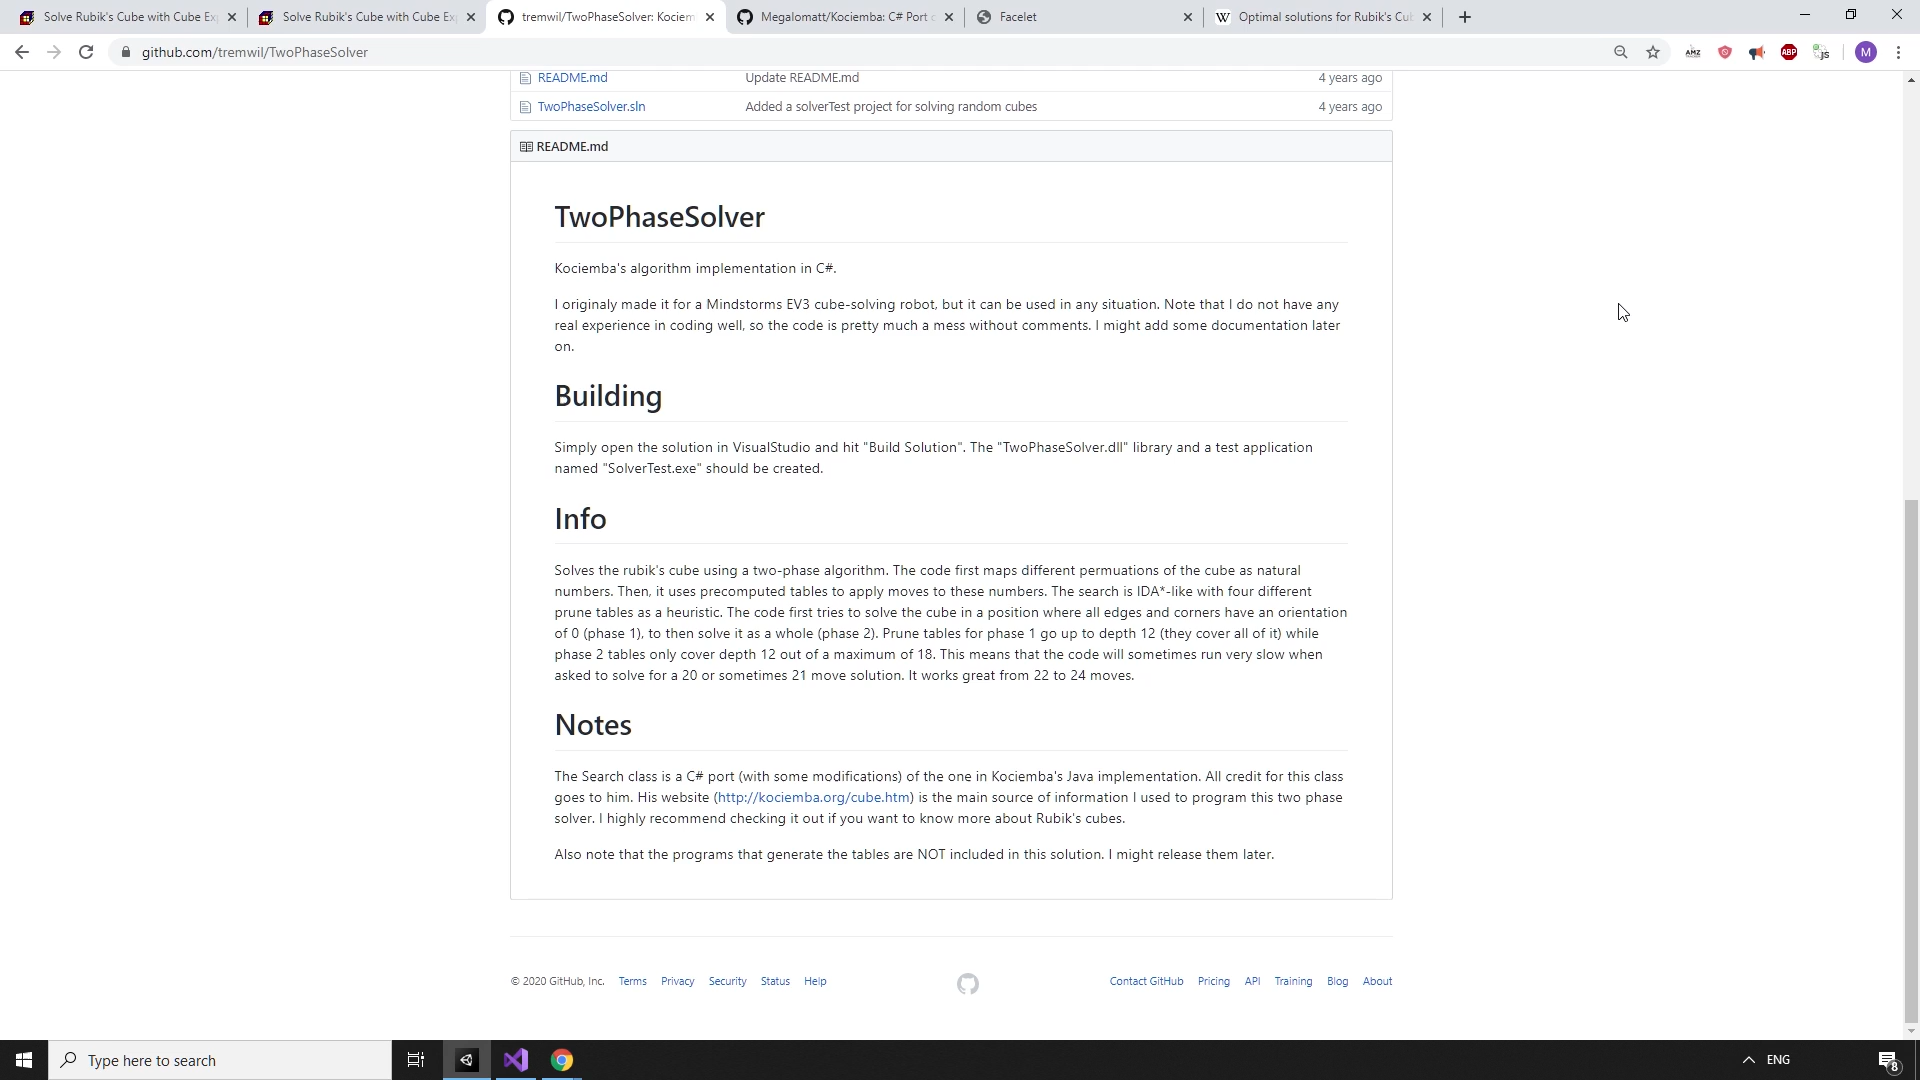 Solve Rubik's Cube with Cube Ex
Solve Rubik's Cube with Cube Ex
tremwil/TwoPhaseSolver: Kociem
Megalomatt/Kociemba: C# Port o
Facelet
Optimal solutions for Rubik's Cu
github.com/tremwil/TwoPhaseSolver
AMZ
ABP
JS
M
README.md Update README.md 4 years ago
TwoPhaseSolver.sln Added a solverTest project for solving random cubes 4 years ago
README.md
TwoPhaseSolver
Kociemba's algorithm implementation in C#.
I originaly made it for a Mindstorms EV3 cube-solving robot, but it can be used in any situation. Note that I do not have any
real experience in coding well, so the code is pretty much a mess without comments. I might add some documentation later
on.
Building
Simply open the solution in VisualStudio and hit "Build Solution". The "TwoPhaseSolver.dll" library and a test application
named "SolverTest.exe" should be created.
Info
Solves the rubik's cube using a two-phase algorithm. The code first maps different permuations of the cube as natural
numbers. Then, it uses precomputed tables to apply moves to these numbers. The search is IDA*-like with four different
prune tables as a heuristic. The code first tries to solve the cube in a position where all edges and corners have an orientation
of 0 (phase 1), to then solve it as a whole (phase 2). Prune tables for phase 1 go up to depth 12 (they cover all of it) while
phase 2 tables only cover depth 12 out of a maximum of 18. This means that the code will sometimes run very slow when
asked to solve for a 20 or sometimes 21 move solution. It works great from 22 to 24 moves.
Notes
The Search class is a C# port (with some modifications) of the one in Kociemba's Java implementation. All credit for this class
goes to him. His website (http://kociemba.org/cube.htm) is the main source of information I used to program this two phase
solver. I highly recommend checking it out if you want to know more about Rubik's cubes.
Also note that the programs that generate the tables are NOT included in this solution. I might release them later.
© 2020 GitHub, Inc. Terms Privacy Security Status Help Contact GitHub Pricing API Training Blog About
Type here to search
ENG
8